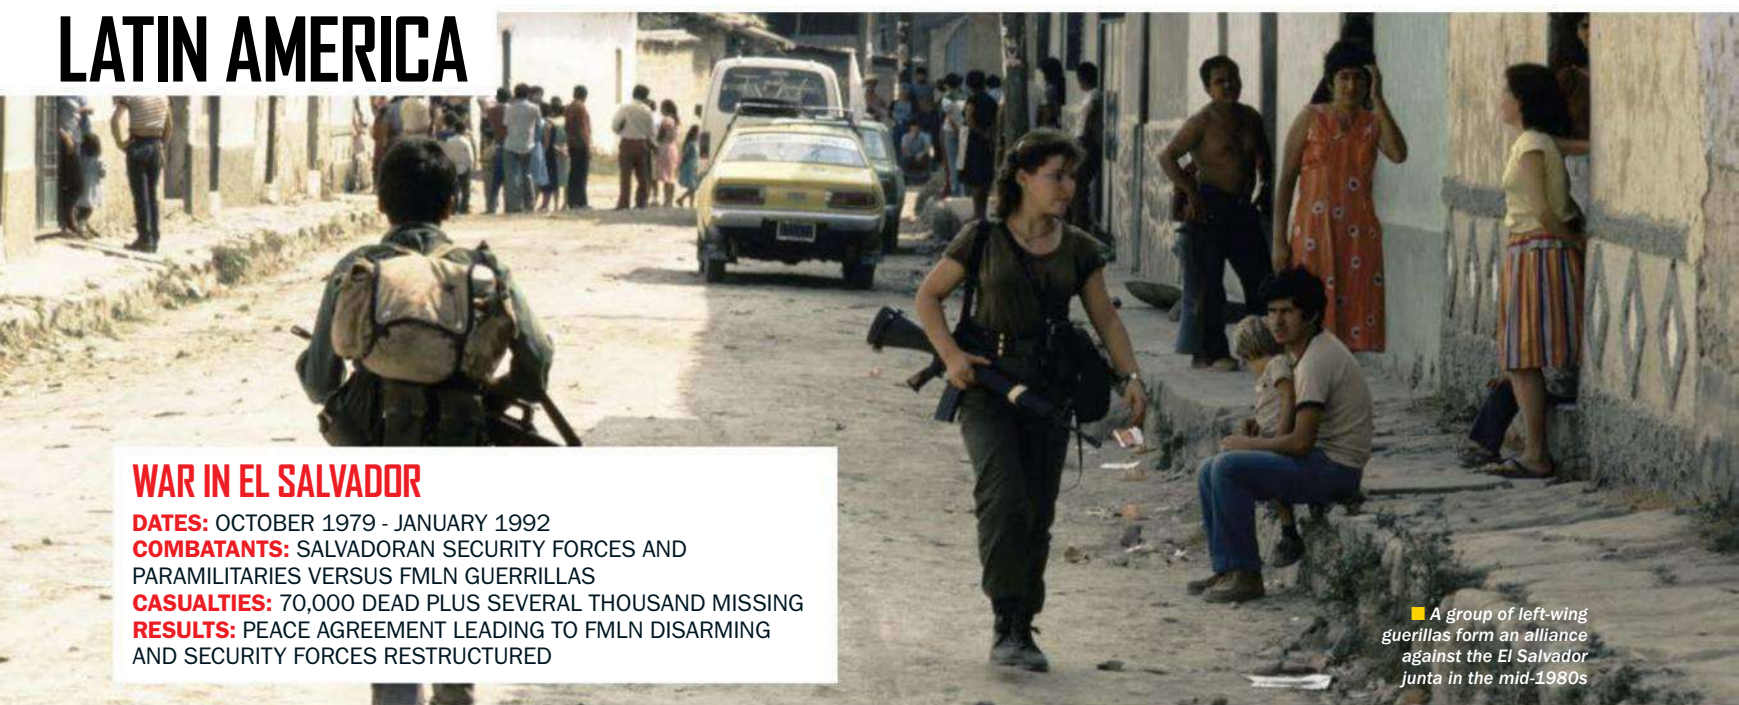 LATIN AMERICA
WAR IN EL SALVADOR
DATES: OCTOBER 1979 - JANUARY 1992
COMBATANTS: SALVADORAN SECURITY FORCES AND
PARAMILITARIES VERSUS FMLN GUERRILLAS
CASUALTIES: 70,000 DEAD PLUS SEVERAL THOUSAND MISSING
RESULTS: PEACE AGREEMENT LEADING TO FMLN DISARMING
AND SECURITY FORCES RESTRUCTURED
A group of left-wing
guerillas form an alliance
against the El Salvador
junta in the mid-1980s